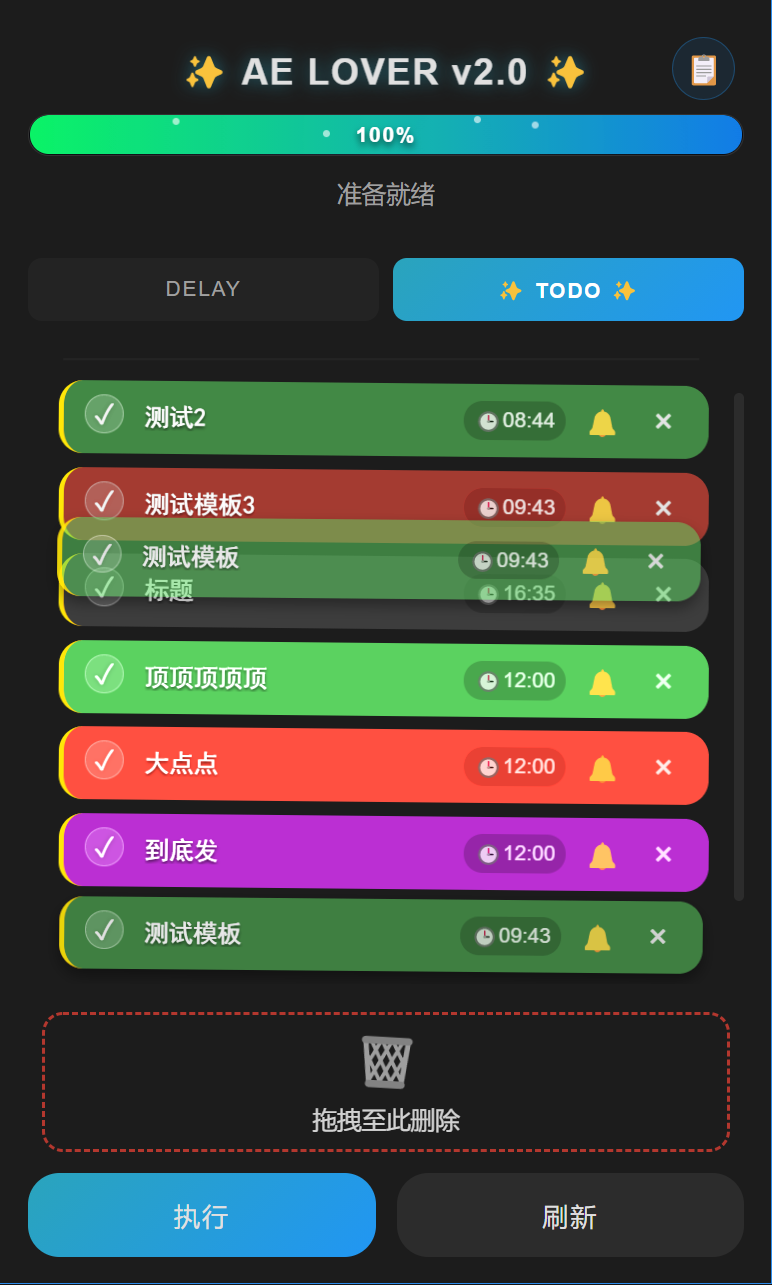 ✨ AE LOVER v2.0 ✨
100%
准备就绪
DELAY
✨ TODO ✨
测试2 08:44 ×
测试模板3 09:43 ×
测试模板 09:43 ×
标题 16:35 ×
顶顶顶顶顶 12:00 ×
大点点 12:00 ×
到底发 12:00 ×
测试模板 09:43 ×
拖拽至此删除
执行
刷新